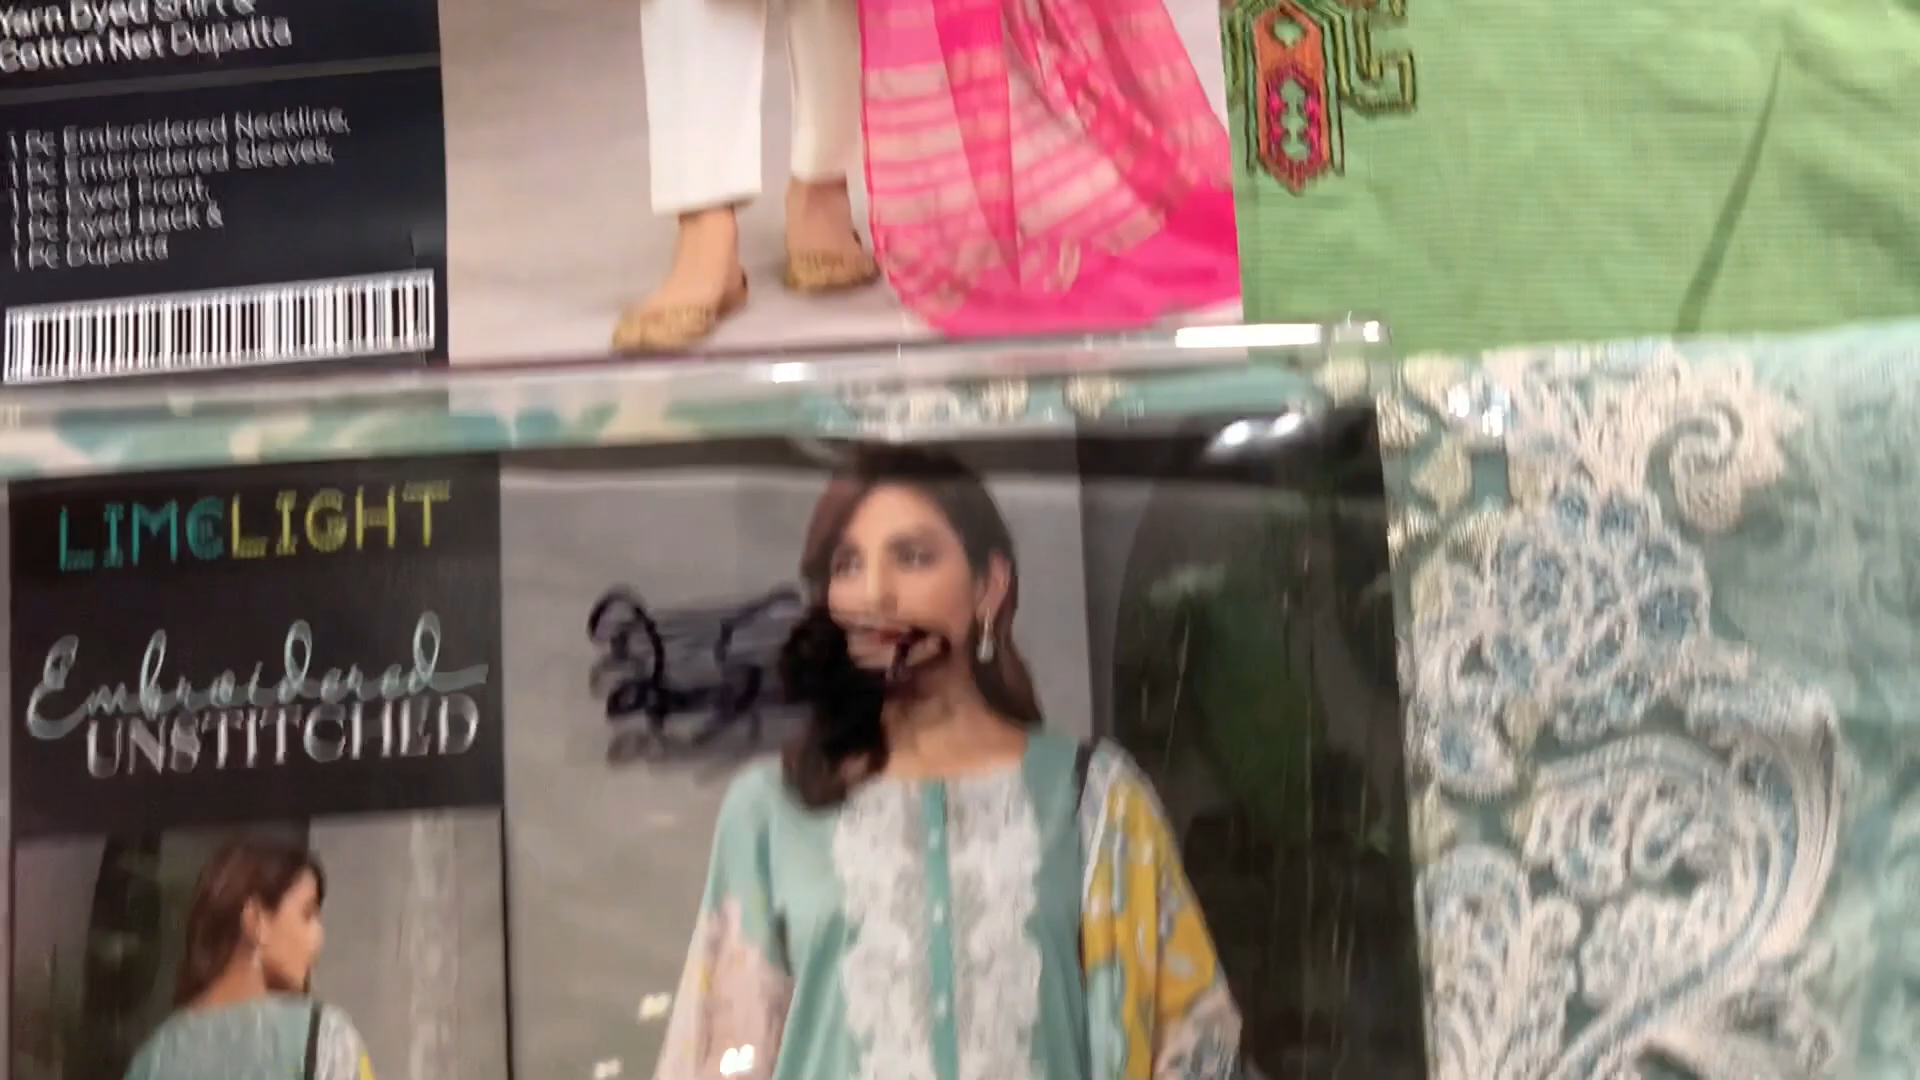 Yarn Dyed Shirt &
Cotton Net Dupatta
1 Pc Embroidered Neckline,
1 Pc Embroidered Sleeves,
1 Pc Dyed Front,
1 Pc Dyed Back &
1 Pc Dupatta
LIMELIGHT
Embroidered
UNSTITCHED